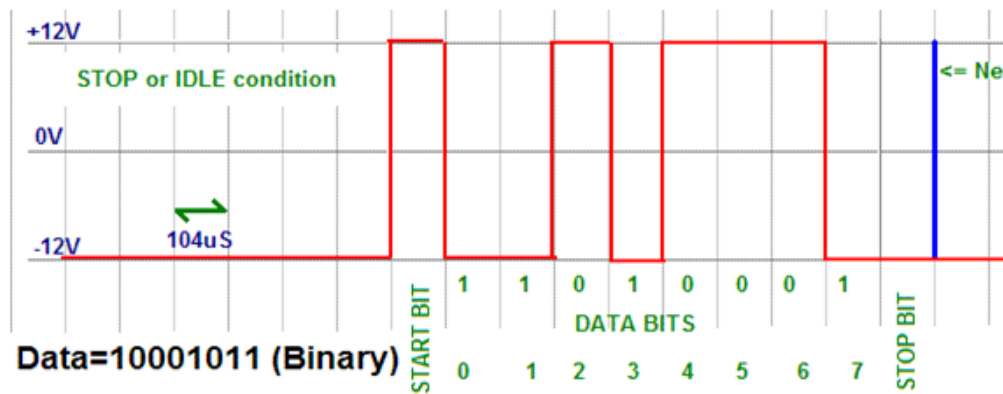 +12V
STOP or IDLE condition
<= Ne
0V
104uS
-12V
START BIT
1 1 0 1 0 0 0 1
DATA BITS
STOP BIT
Data=10001011 (Binary)
0 1 2 3 4 5 6 7